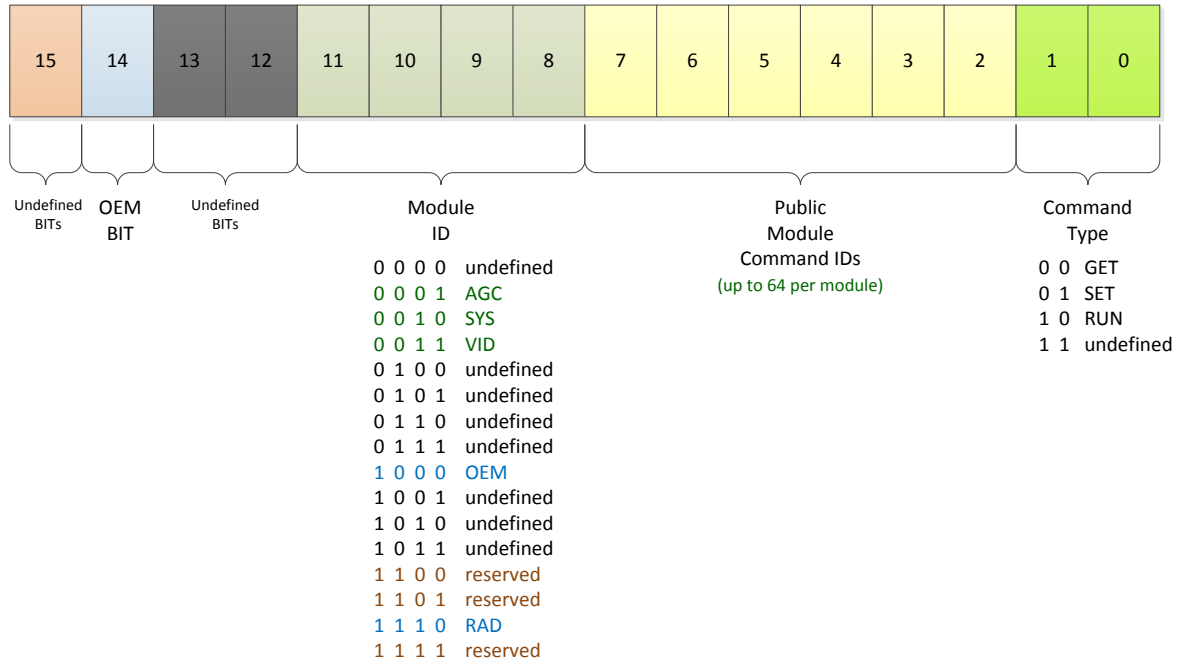 15 14 13 12 11 10 9 8 7 6 5 4 3 2 1 0
Undefined
BITs
OEM
BIT
Undefined
BITs
Module
ID
0 0 0 0 undefined
0 0 0 1 AGC
0 0 1 0 SYS
0 0 1 1 VID
0 1 0 0 undefined
0 1 0 1 undefined
0 1 1 0 undefined
0 1 1 1 undefined
1 0 0 0 OEM
1 0 0 1 undefined
1 0 1 0 undefined
1 0 1 1 undefined
1 1 0 0 reserved
1 1 0 1 reserved
1 1 1 0 RAD
1 1 1 1 reserved
Public
Module
Command IDs
(up to 64 per module)
Command
Type
0 0 GET
0 1 SET
1 0 RUN
1 1 undefined